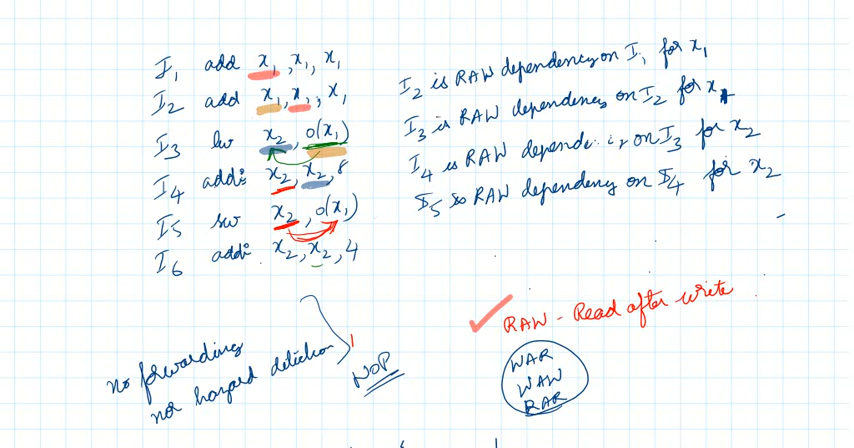 I1 add x1, x1, x1
I2 add x1, x1, x1
I3 lw x2, 0(x1)
I4 addi x2, x2, 8
I5 sw x2, 0(x1)
I6 addi x2, x2, 4
I2 is RAW dependency on I1 for x1
I3 is RAW dependency on I2 for x1
I4 is RAW dependency on I3 for x2
I5 is RAW dependency on I4 for x2
RAW - Read after write
no forwarding
no hazard detection
NOP
WAR
WAW
RAR